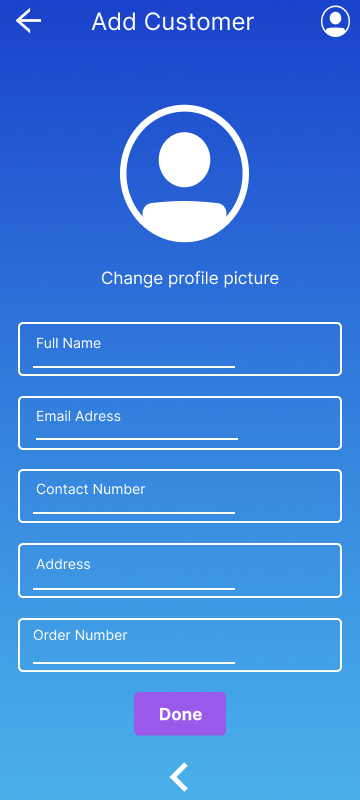 Add Customer
Change profile picture
Full Name
Email Adress
Contact Number
Address
Order Number
Done